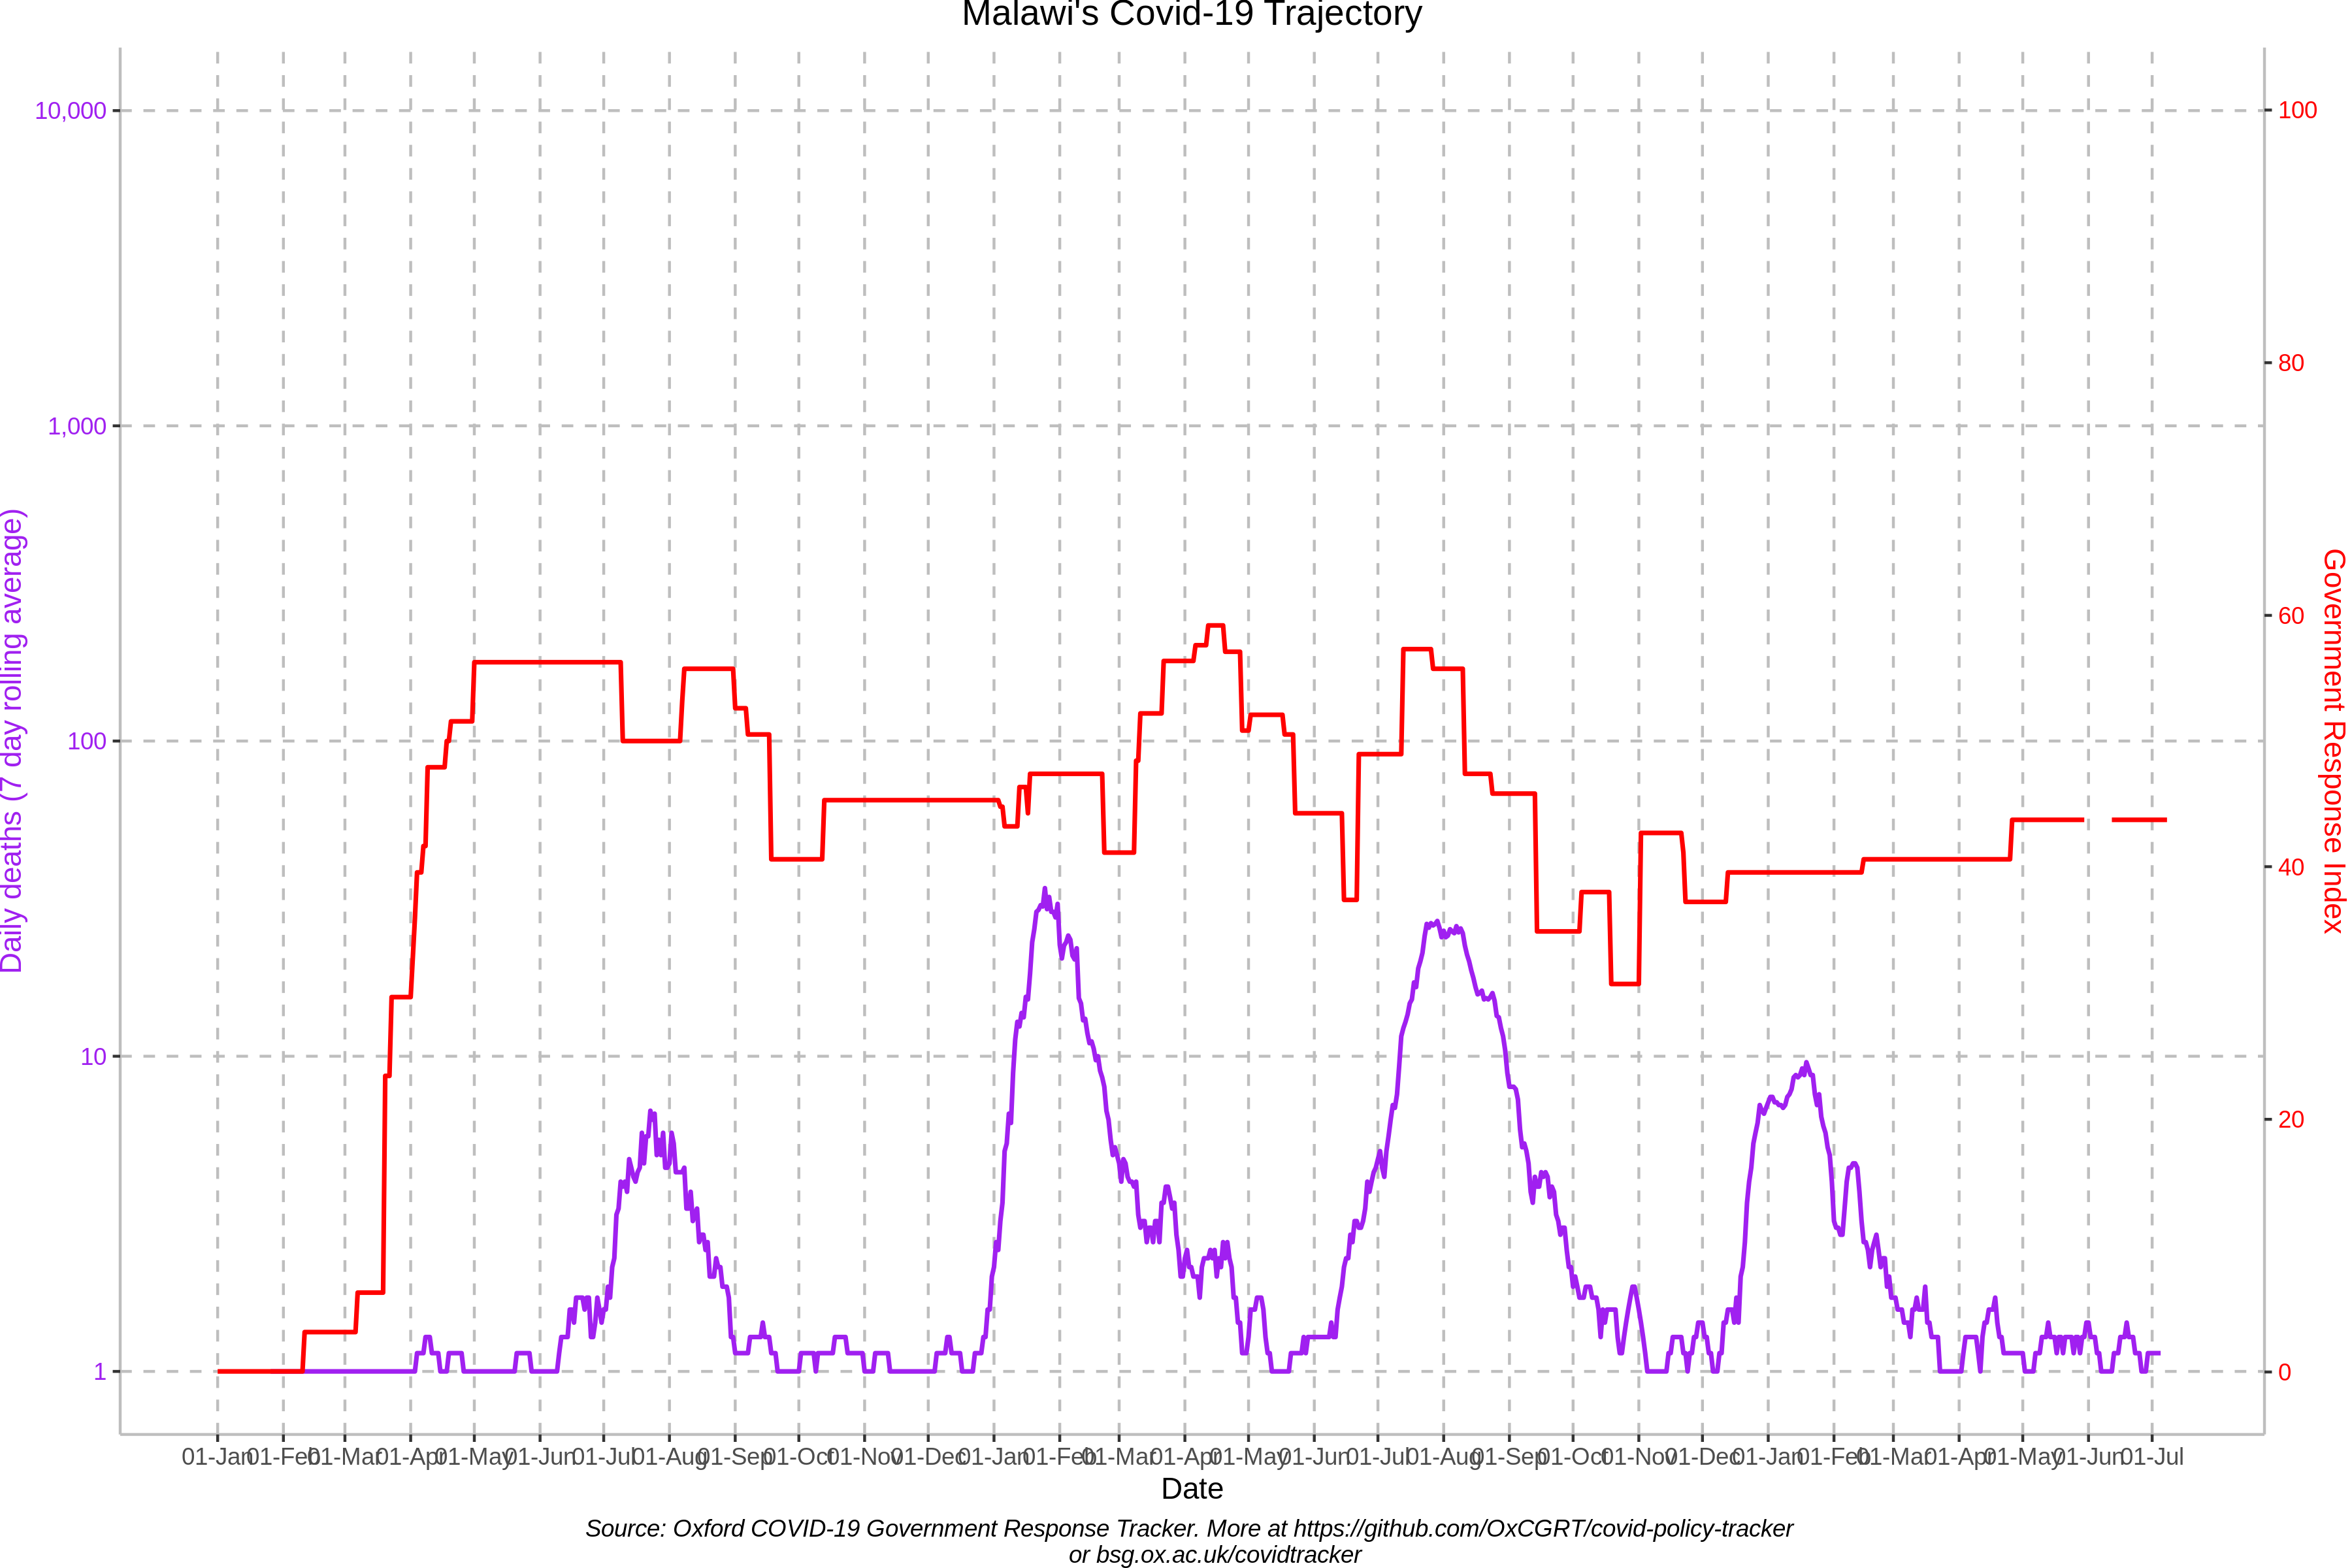 Malawi's Covid-19 Trajectory
10,000
1,000
100
10
1
Daily deaths (7 day rolling average)
100
80
60
40
20
0
Government Response Index
01-Jan
01-Feb
01-Mar
01-Apr
01-May
01-Jun
01-Jul
01-Aug
01-Sep
01-Oct
01-Nov
01-Dec
01-Jan
01-Feb
01-Mar
01-Apr
01-May
01-Jun
01-Jul
01-Aug
01-Sep
01-Oct
01-Nov
01-Dec
01-Jan
01-Feb
01-Mar
01-Apr
01-May
01-Jun
01-Jul
Date
Source: Oxford COVID-19 Government Response Tracker. More at https://github.com/OxCGRT/covid-policy-tracker
or bsg.ox.ac.uk/covidtracker